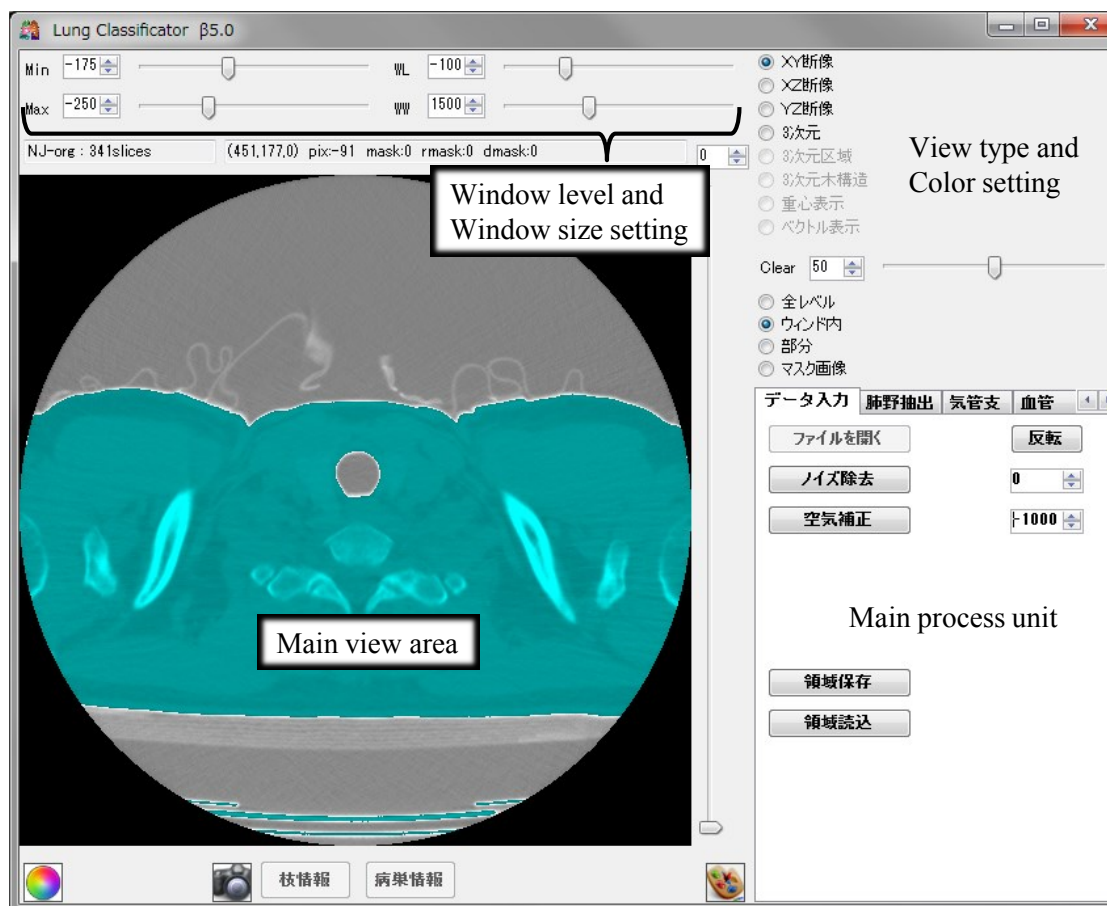 Lung Classificator β5.0
Min -175 WL -100
Max -250 WW 1500
NJ-org : 341slices (451,177,0) pix:-91 mask:0 rmask:0 dmask:0 0
Window level and
Window size setting
XY断像
XZ断像
YZ断像
3次元
3次元区域
3次元木構造
重心表示
ベクトル表示
View type and
Color setting
Clear 50
全レベル
ウィンド内
部分
マスク画像
データ入力 肺野抽出 気管支 血管
ファイルを開く 反転
ノイズ除去 0
空気補正 -1000
Main process unit
領域保存
領域読込
Main view area
枝情報 病巣情報